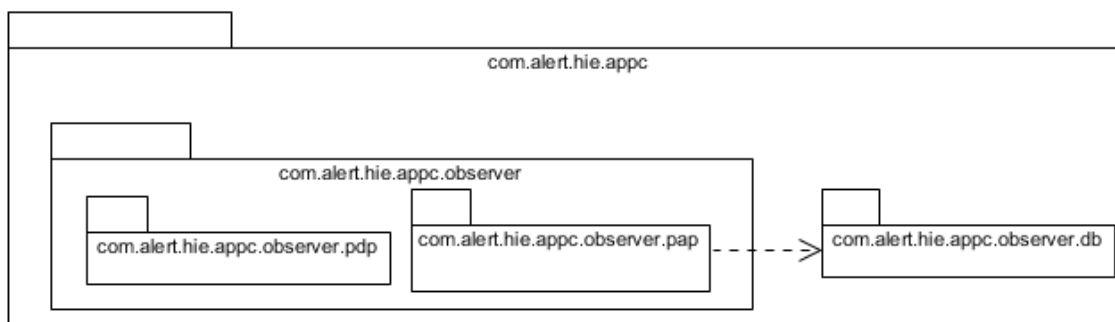 com.alert.hie.appc
com.alert.hie.appc.observer
com.alert.hie.appc.observer.pdp
com.alert.hie.appc.observer.pap
com.alert.hie.appc.observer.db